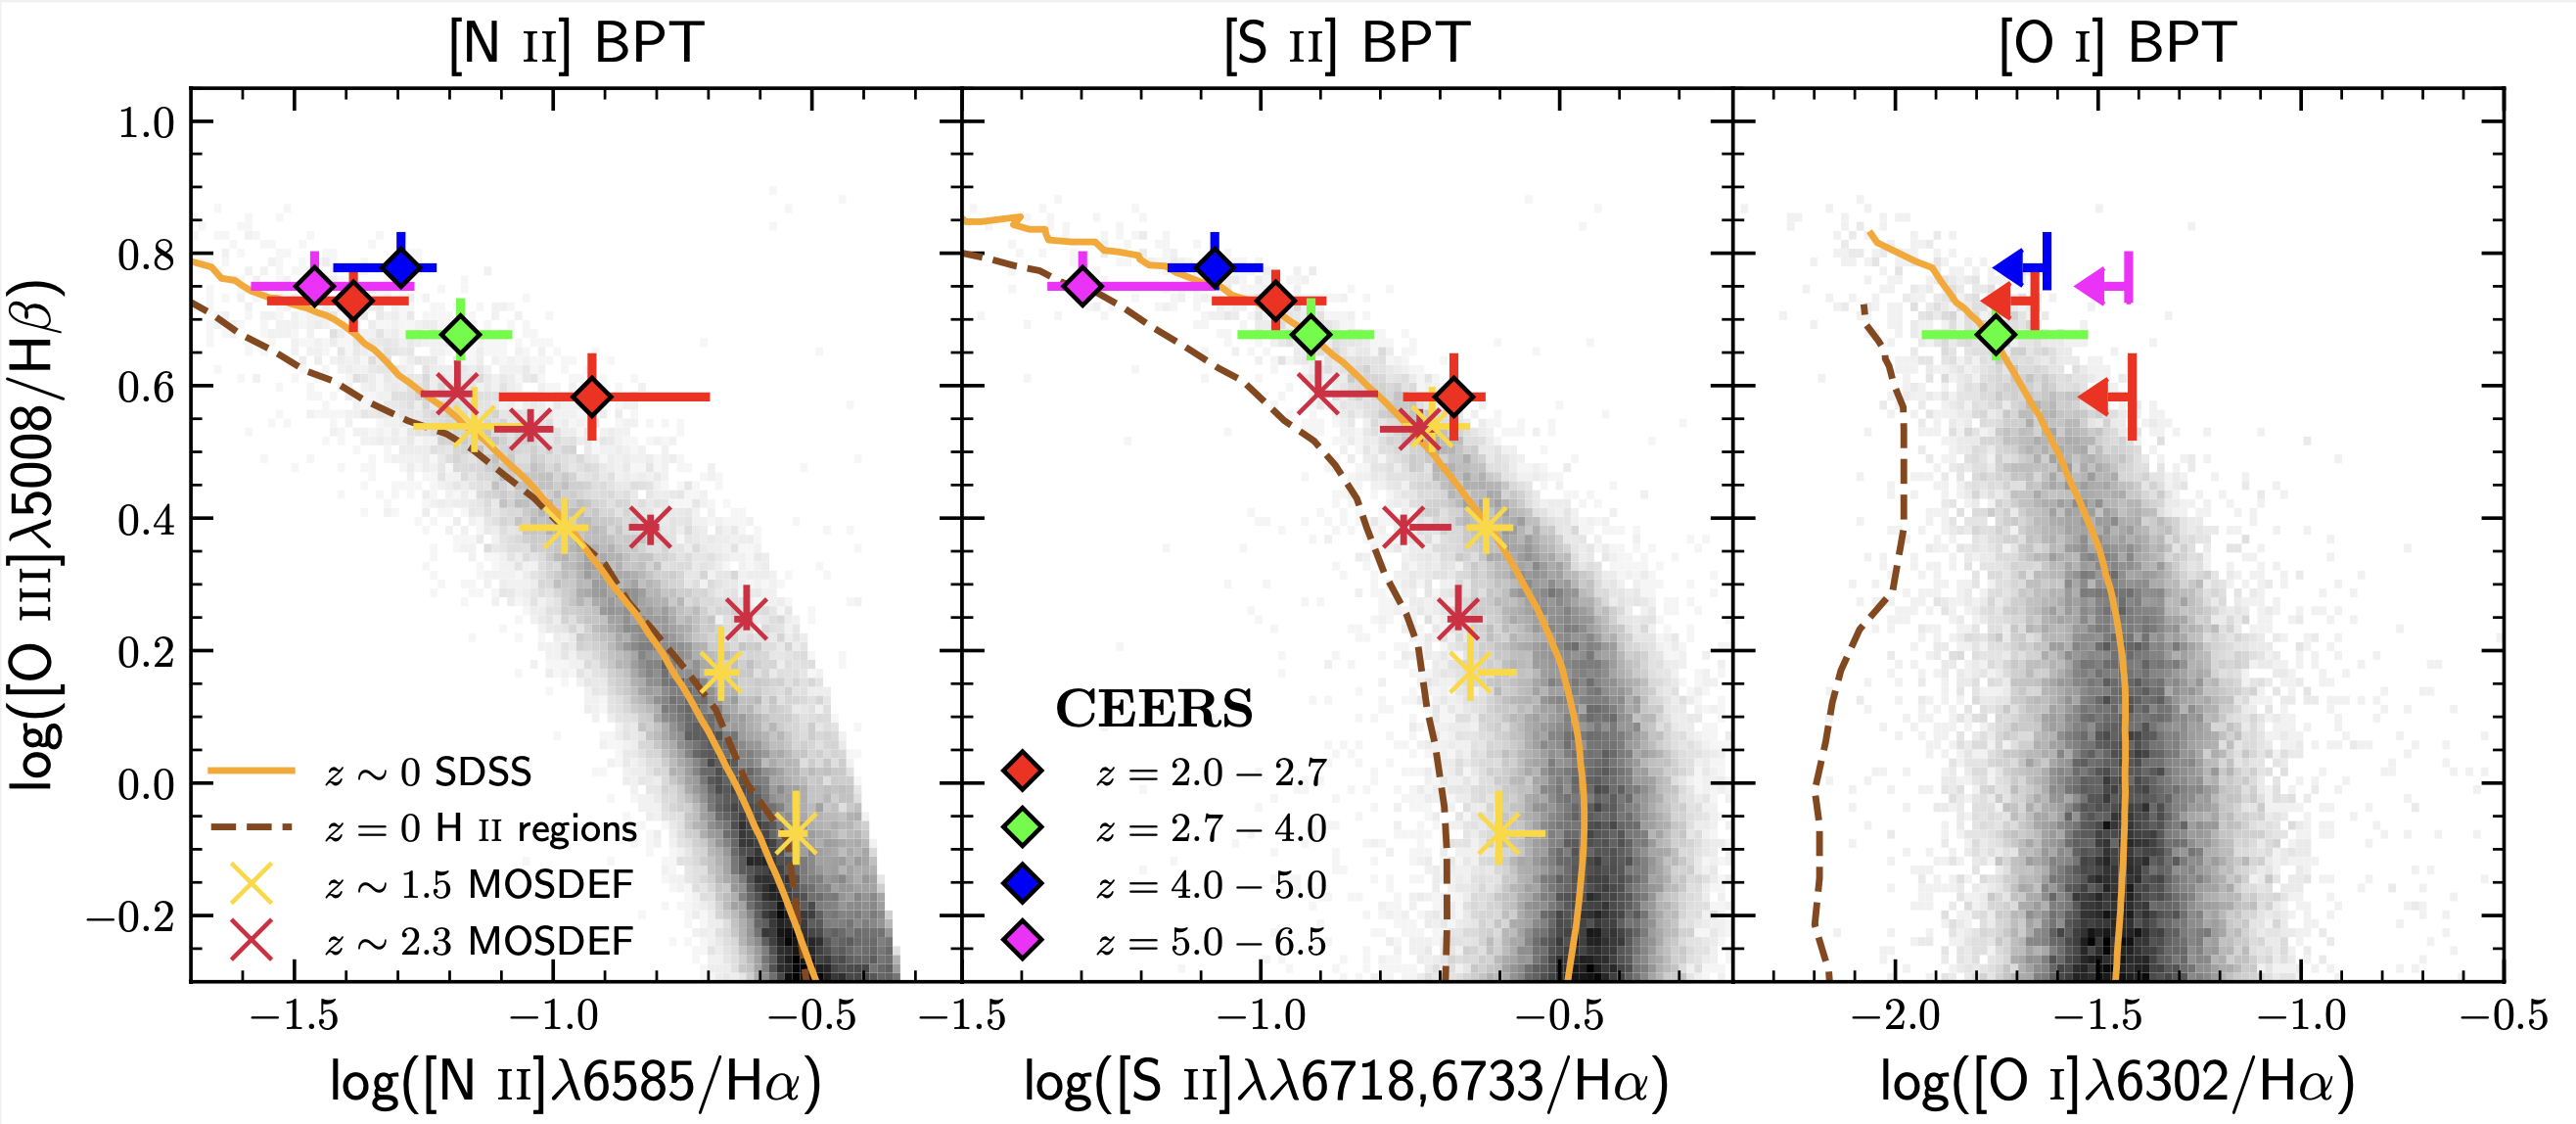 [N II] BPT
[S II] BPT
[O I] BPT
log([O III]λ5008/Hβ)
1.0
0.8
0.6
0.4
0.2
0.0
−0.2
z ∼ 0 SDSS
z = 0 H II regions
z ∼ 1.5 MOSDEF
z ∼ 2.3 MOSDEF
CEERS
z = 2.0 − 2.7
z = 2.7 − 4.0
z = 4.0 − 5.0
z = 5.0 − 6.5
−1.5 −1.0 −0.5
−1.5 −1.0 −0.5
−2.0 −1.5 −1.0 −0.5
log([N II]λ6585/Hα)
log([S II]λλ6718,6733/Hα)
log([O I]λ6302/Hα)